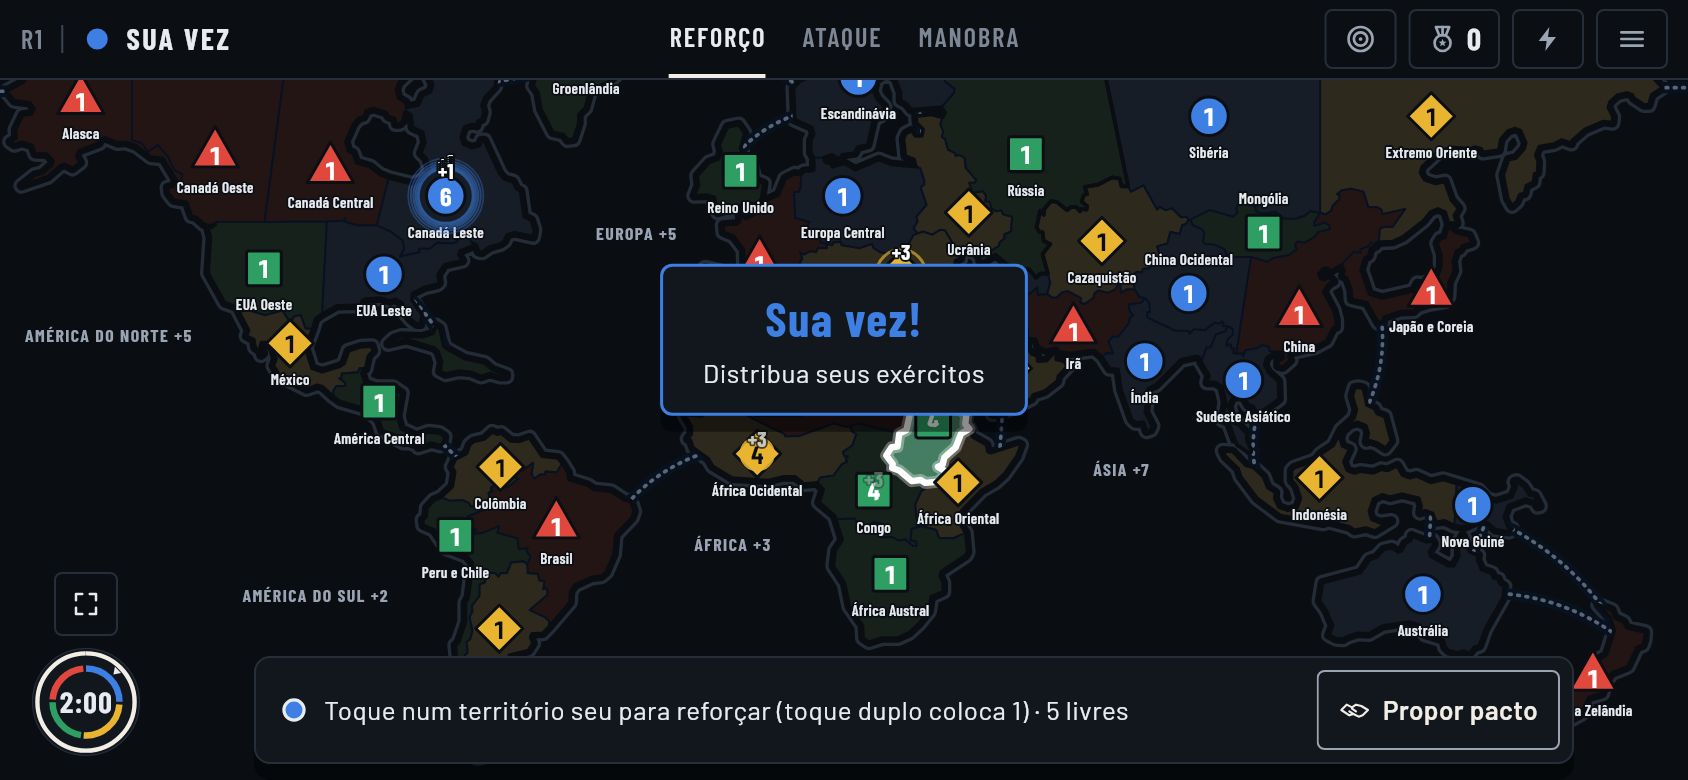 R1
SUA VEZ
REFORÇO
ATAQUE
MANOBRA
0
1
Alasca
1
Canadá Oeste
1
Canadá Central
+1
6
Canadá Leste
Groenlândia
1
Escandinávia
1
Reino Unido
1
Europa Central
1
Rússia
1
Ucrânia
1
Sibéria
1
Extremo Oriente
Mongólia
1
1
Cazaquistão
China Ocidental
1
EUROPA +5
1
+3
1
EUA Oeste
1
EUA Leste
AMÉRICA DO NORTE +5
1
México
1
América Central
Sua vez!
Distribua seus exércitos
1
Irã
1
Índia
1
China
1
Japão e Coreia
1
Sudeste Asiático
ÁSIA +7
1
Colômbia
1
Brasil
1
Peru e Chile
AMÉRICA DO SUL +2
1
+3
4
África Ocidental
4
+3
4
Congo
1
África Oriental
ÁFRICA +3
1
África Austral
1
Indonésia
1
Nova Guiné
1
Austrália
1
a Zelândia
2:00
Toque num território seu para reforçar (toque duplo coloca 1) · 5 livres
Propor pacto